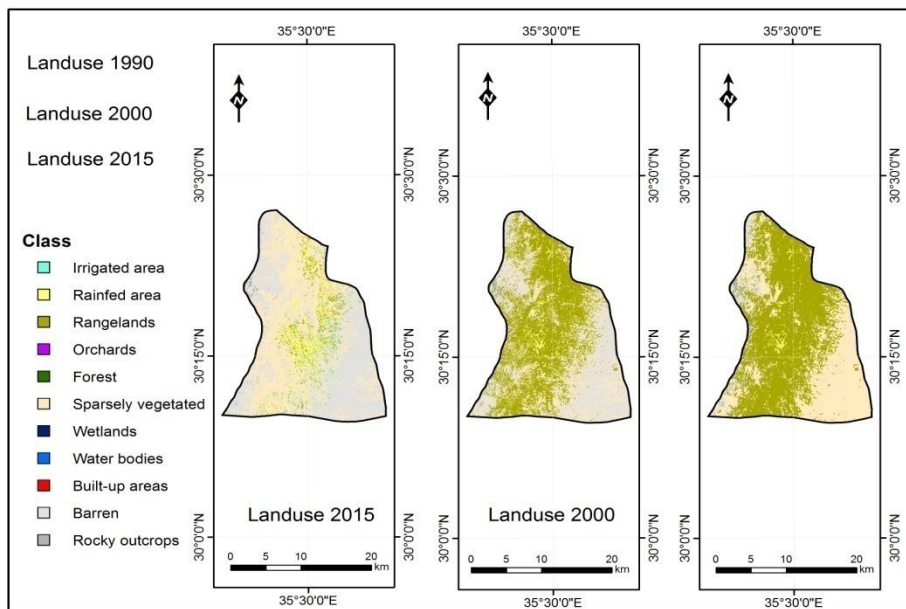 35°30'0"E
35°30'0"E
35°30'0"E
Landuse 1990
Landuse 2000
Landuse 2015
N
N
N
30°30'0"N
30°30'0"N
30°30'0"N
30°30'0"N
Class
Irrigated area
Rainfed area
Rangelands
Orchards
Forest
Sparsely vegetated
Wetlands
Water bodies
Built-up areas
Barren
Rocky outcrops
30°15'0"N
30°15'0"N
30°15'0"N
30°15'0"N
Landuse 2015
Landuse 2000
30°0'0"N
30°0'0"N
30°0'0"N
30°0'0"N
0 5 10 20
km
0 5 10 20
km
0 5 10 20
km
35°30'0"E
35°30'0"E
35°30'0"E